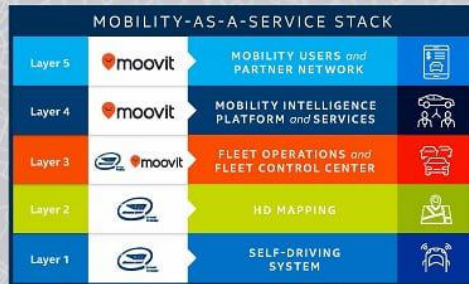 MOBILITY-AS-A-SERVICE STACK
Layer 5
moovit
MOBILITY USERS and
PARTNER NETWORK
Layer 4
moovit
MOBILITY INTELLIGENCE
PLATFORM and SERVICES
Layer 3
moovit
FLEET OPERATIONS and
FLEET CONTROL CENTER
Layer 2
HD MAPPING
Layer 1
SELF-DRIVING
SYSTEM